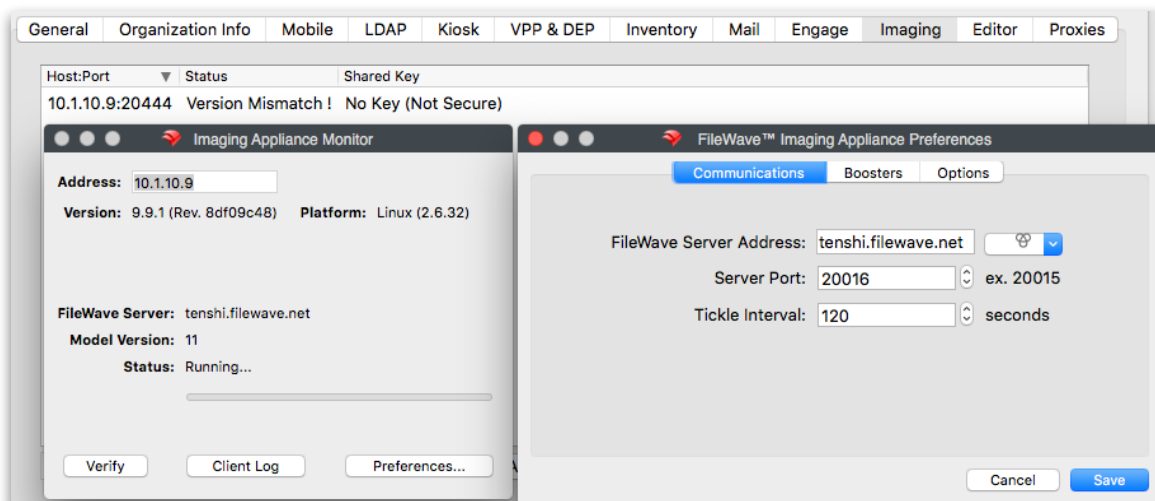 General Organization Info Mobile LDAP Kiosk VPP & DEP Inventory Mail Engage Imaging Editor Proxies
Host:Port Status Shared Key
10.1.10.9:20444 Version Mismatch ! No Key (Not Secure)
Imaging Appliance Monitor
Address: 10.1.10.9
Version: 9.9.1 (Rev. 8df09c48) Platform: Linux (2.6.32)
FileWave Server: tenshi.filewave.net
Model Version: 11
Status: Running...
Verify Client Log Preferences...
FileWave™ Imaging Appliance Preferences
Communications Boosters Options
FileWave Server Address: tenshi.filewave.net
Server Port: 20016 ex. 20015
Tickle Interval: 120 seconds
Cancel Save